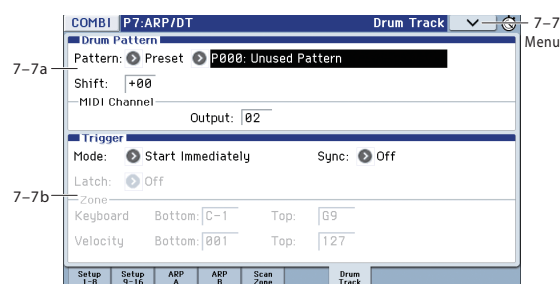 COMBI P7:ARP/DT Drum Track 7–7
Menu
Drum Pattern
7–7a
Pattern: Preset P000: Unused Pattern
Shift: +00
MIDI Channel
Output: 02
Trigger
Mode: Start Immediately Sync: Off
Latch: Off
7–7b
Zone
Keyboard Bottom: C-1 Top: G9
Velocity Bottom: 001 Top: 127
Setup 1-8 Setup 9-16 ARP A ARP B Scan Zone Drum Track